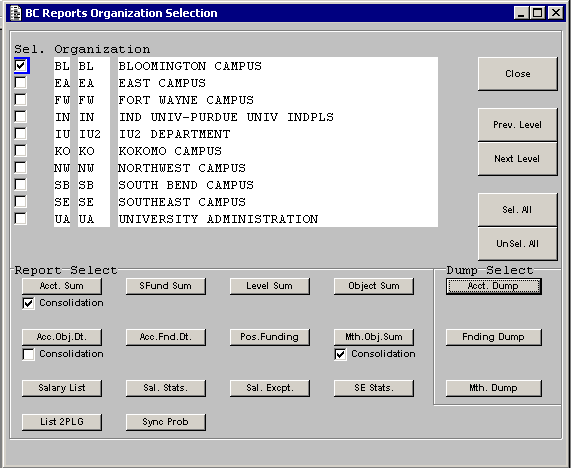 BC Reports Organization Selection
Sel. Organization
BL BL BLOOMINGTON CAMPUS
EA EA EAST CAMPUS
FW FW FORT WAYNE CAMPUS
IN IN IND UNIV-PURDUE UNIV INDPLS
IU IU2 IU2 DEPARTMENT
KO KO KOKOMO CAMPUS
NW NW NORTHWEST CAMPUS
SB SB SOUTH BEND CAMPUS
SE SE SOUTHEAST CAMPUS
UA UA UNIVERSITY ADMINISTRATION
Close
Prev. Level
Next Level
Sel. All
UnSel. All
Report Select
Acct. Sum SFund Sum Level Sum Object Sum
Consolidation
Acc.Obj.Dt. Acc.Fnd.Dt. Pos.Funding Mth.Obj.Sum
Consolidation Consolidation
Salary List Sal. Stats. Sal. Excpt. SE Stats.
List 2PLG Sync Prob
Dump Select
Acct. Dump
Fnding Dump
Mth. Dump